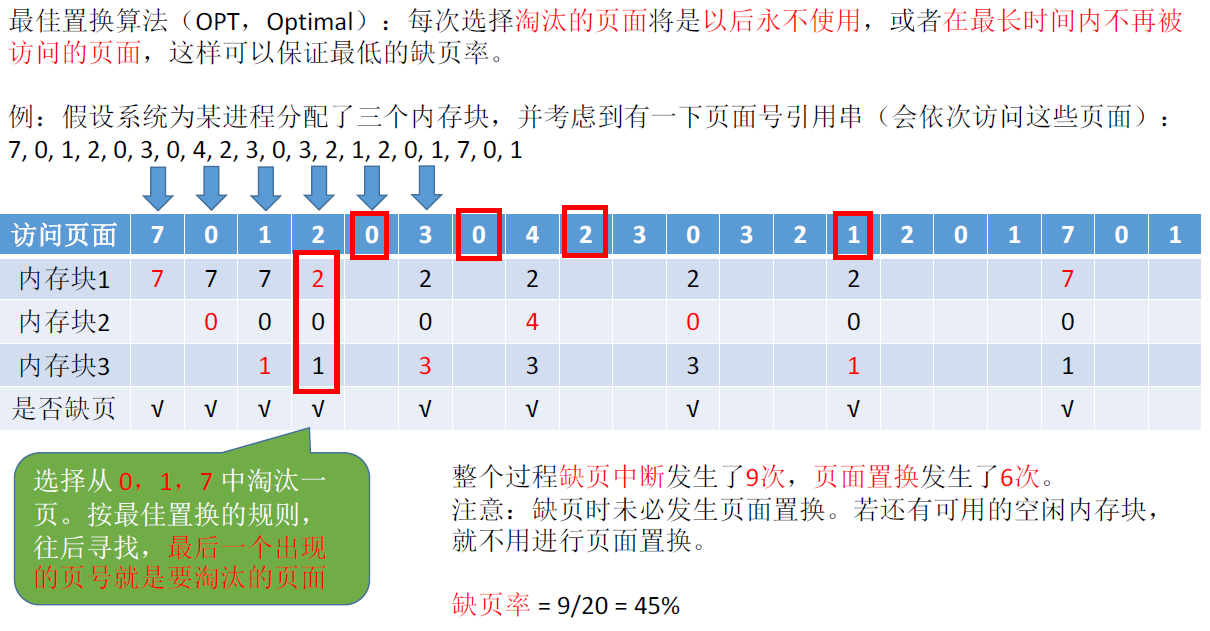 最佳置换算法（OPT，Optimal）：每次选择淘汰的页面将是以后永不使用，或者在最长时间内不再被
访问的页面，这样可以保证最低的缺页率。
例：假设系统为某进程分配了三个内存块，并考虑到有一下页面号引用串（会依次访问这些页面）：
7, 0, 1, 2, 0, 3, 0, 4, 2, 3, 0, 3, 2, 1, 2, 0, 1, 7, 0, 1
访问页面 7 0 1 2 0 3 0 4 2 3 0 3 2 1 2 0 1 7 0 1
内存块1 7 7 7 2 2 2 2 2 7
内存块2 0 0 0 0 4 0 0 0
内存块3 1 1 3 3 3 1 1
是否缺页 √ √ √ √ √ √ √ √ √
选择从 0，1，7 中淘汰一
页。按最佳置换的规则，
往后寻找，最后一个出现
的页号就是要淘汰的页面
整个过程缺页中断发生了9次，页面置换发生了6次。
注意：缺页时未必发生页面置换。若还有可用的空闲内存块，
就不用进行页面置换。
缺页率 = 9/20 = 45%